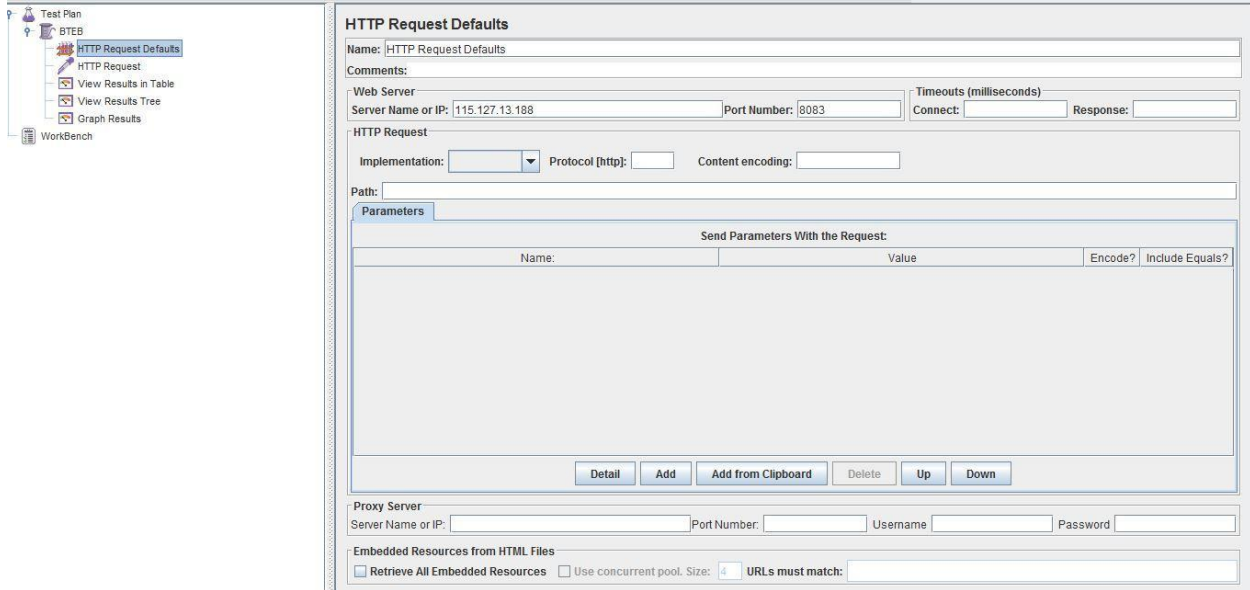 Test Plan
BTEB
HTTP Request Defaults
HTTP Request
View Results in Table
View Results Tree
Graph Results
WorkBench
HTTP Request Defaults
Name: HTTP Request Defaults
Comments:
Web Server
Timeouts (milliseconds)
Server Name or IP: 115.127.13.188 Port Number: 8083 Connect: Response:
HTTP Request
Implementation: Protocol [http]: Content encoding:
Path:
Parameters
Send Parameters With the Request:
Name: Value Encode? Include Equals?
Detail Add Add from Clipboard Delete Up Down
Proxy Server
Server Name or IP: Port Number: Username Password
Embedded Resources from HTML Files
Retrieve All Embedded Resources Use concurrent pool. Size: 4 URLs must match: